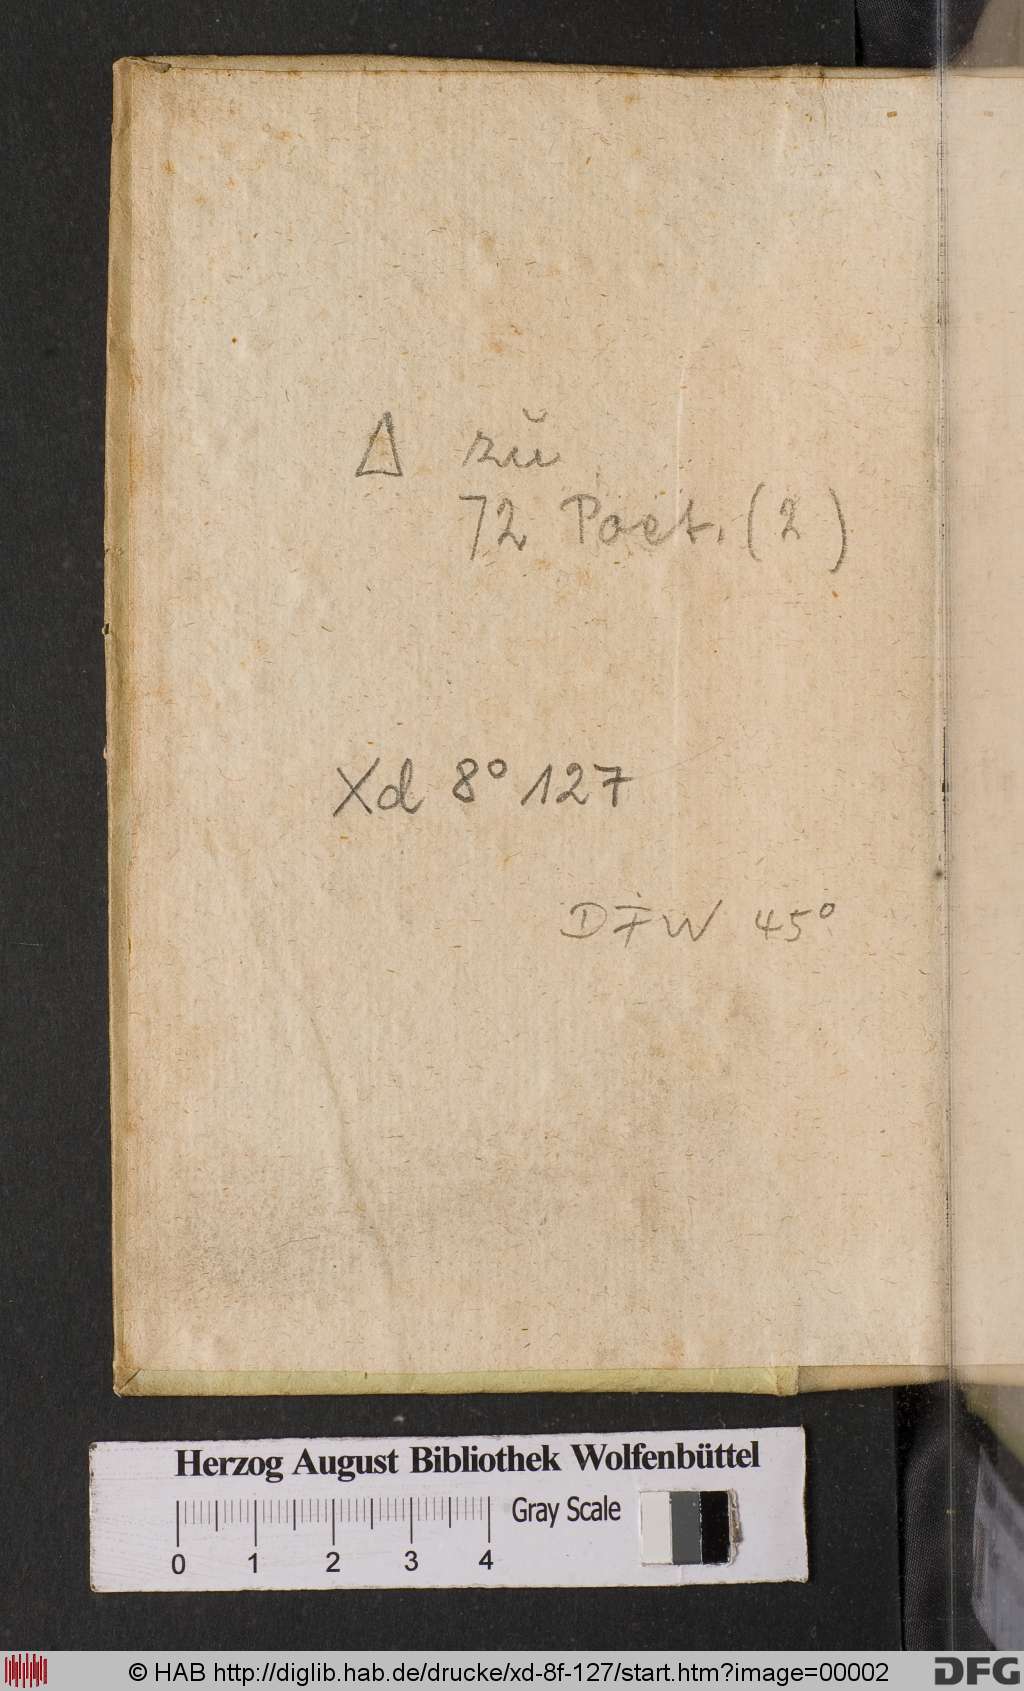 Δ zŭ
72 Poet. (2)
Xd 8° 127
DFW 45°
Herzog August Bibliothek Wolfenbüttel
Gray Scale
0 1 2 3 4
© HAB http://diglib.hab.de/drucke/xd-8f-127/start.htm?image=00002
DFG